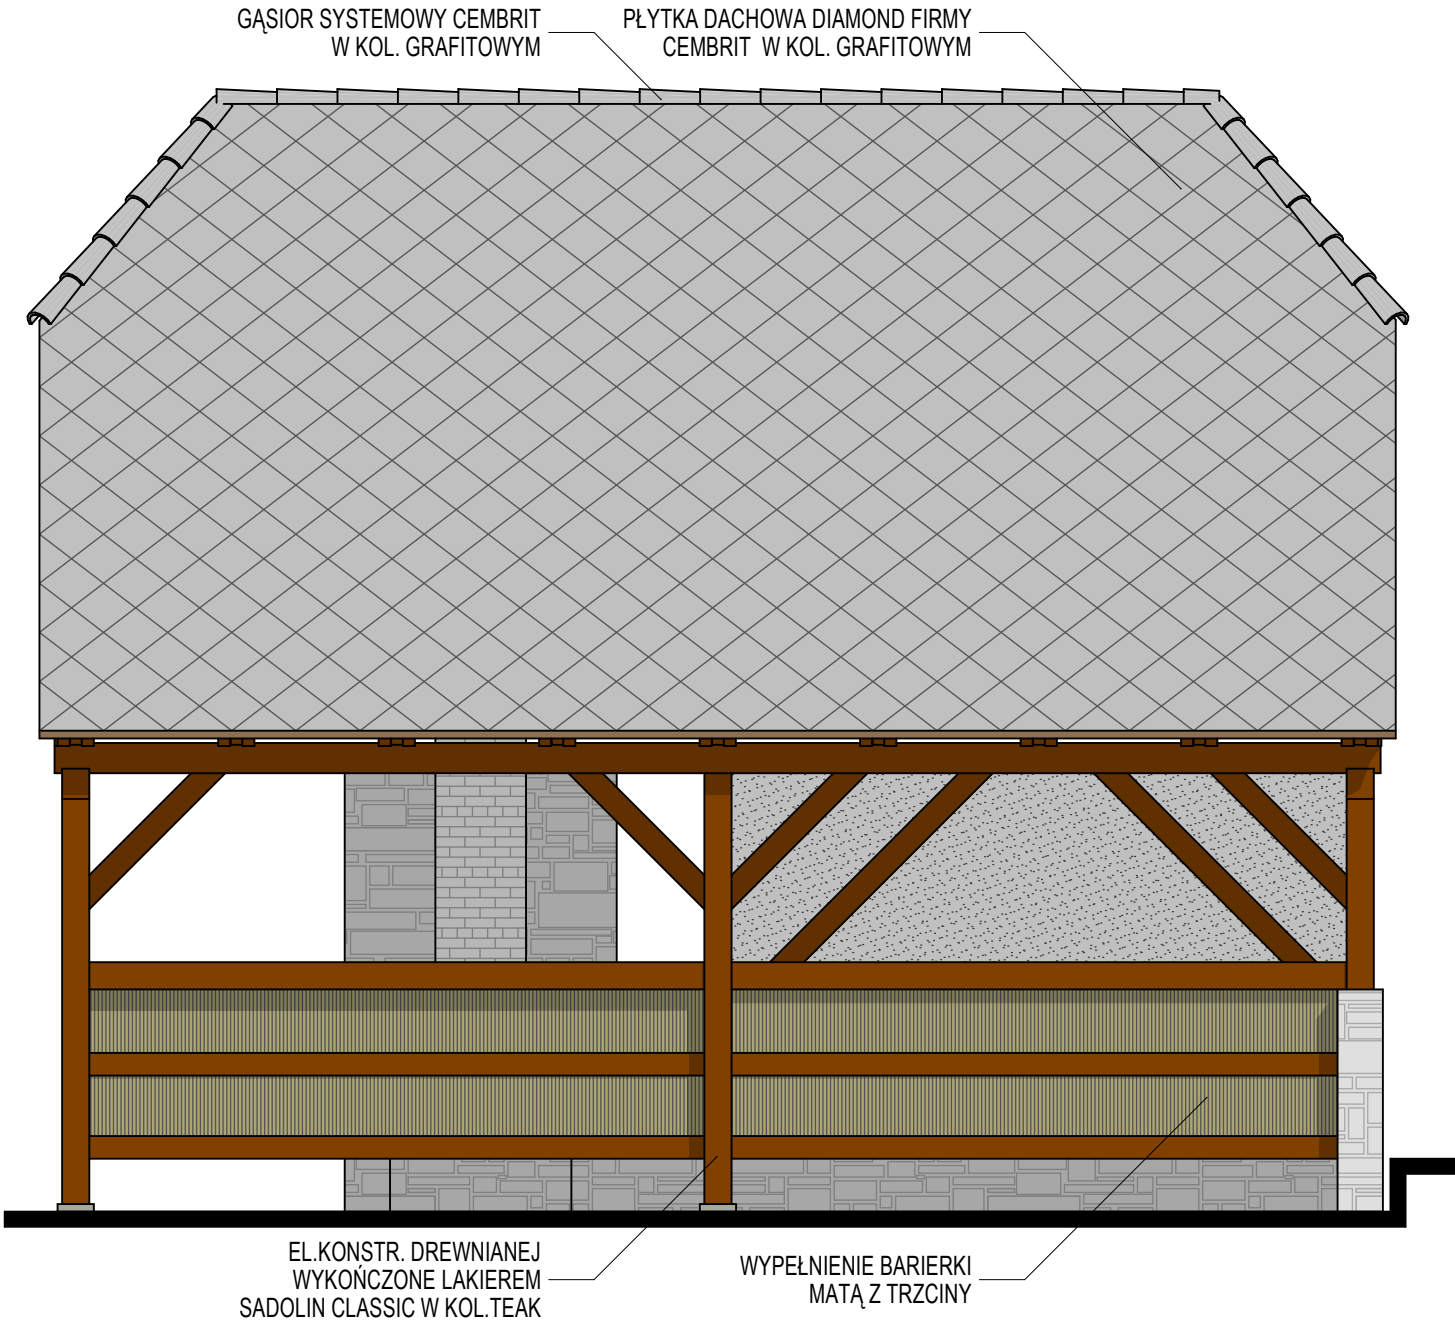 GĄSIOR SYSTEMOWY CEMBRIT
W KOL. GRAFITOWYM
PŁYTKA DACHOWA DIAMOND FIRMY
CEMBRIT W KOL. GRAFITOWYM
EL.KONSTR. DREWNIANEJ
WYKOŃCZONE LAKIEREM
SADOLIN CLASSIC W KOL.TEAK
WYPEŁNIENIE BARIERKI
MATĄ Z TRZCINY